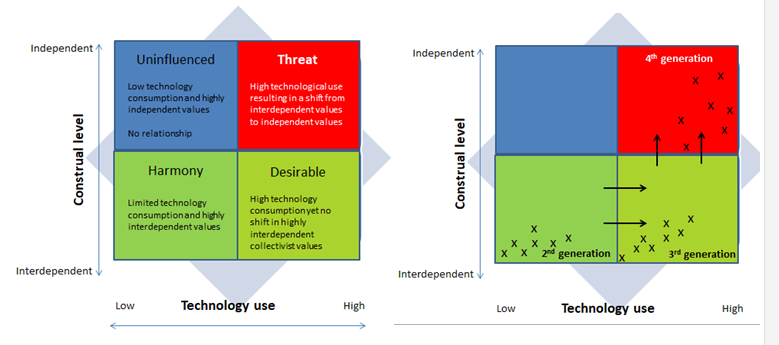 Independent
Construal level
Interdependent
Uninfluenced
Low technology
consumption and highly
independent values
No relationship
Threat
High technological use
resulting in a shift from
interdependent values
to independent values
Harmony
Limited technology
consumption and highly
interdependent values
Desirable
High technology
consumption yet no
shift in highly
interdependent
collectivist values
Low
Technology use
High
Independent
Construal level
Interdependent
4th generation
X X
X X
X X
X
X X
X X
X X X X
X X
X X X
2nd generation
3rd generation
Low
Technology use
High